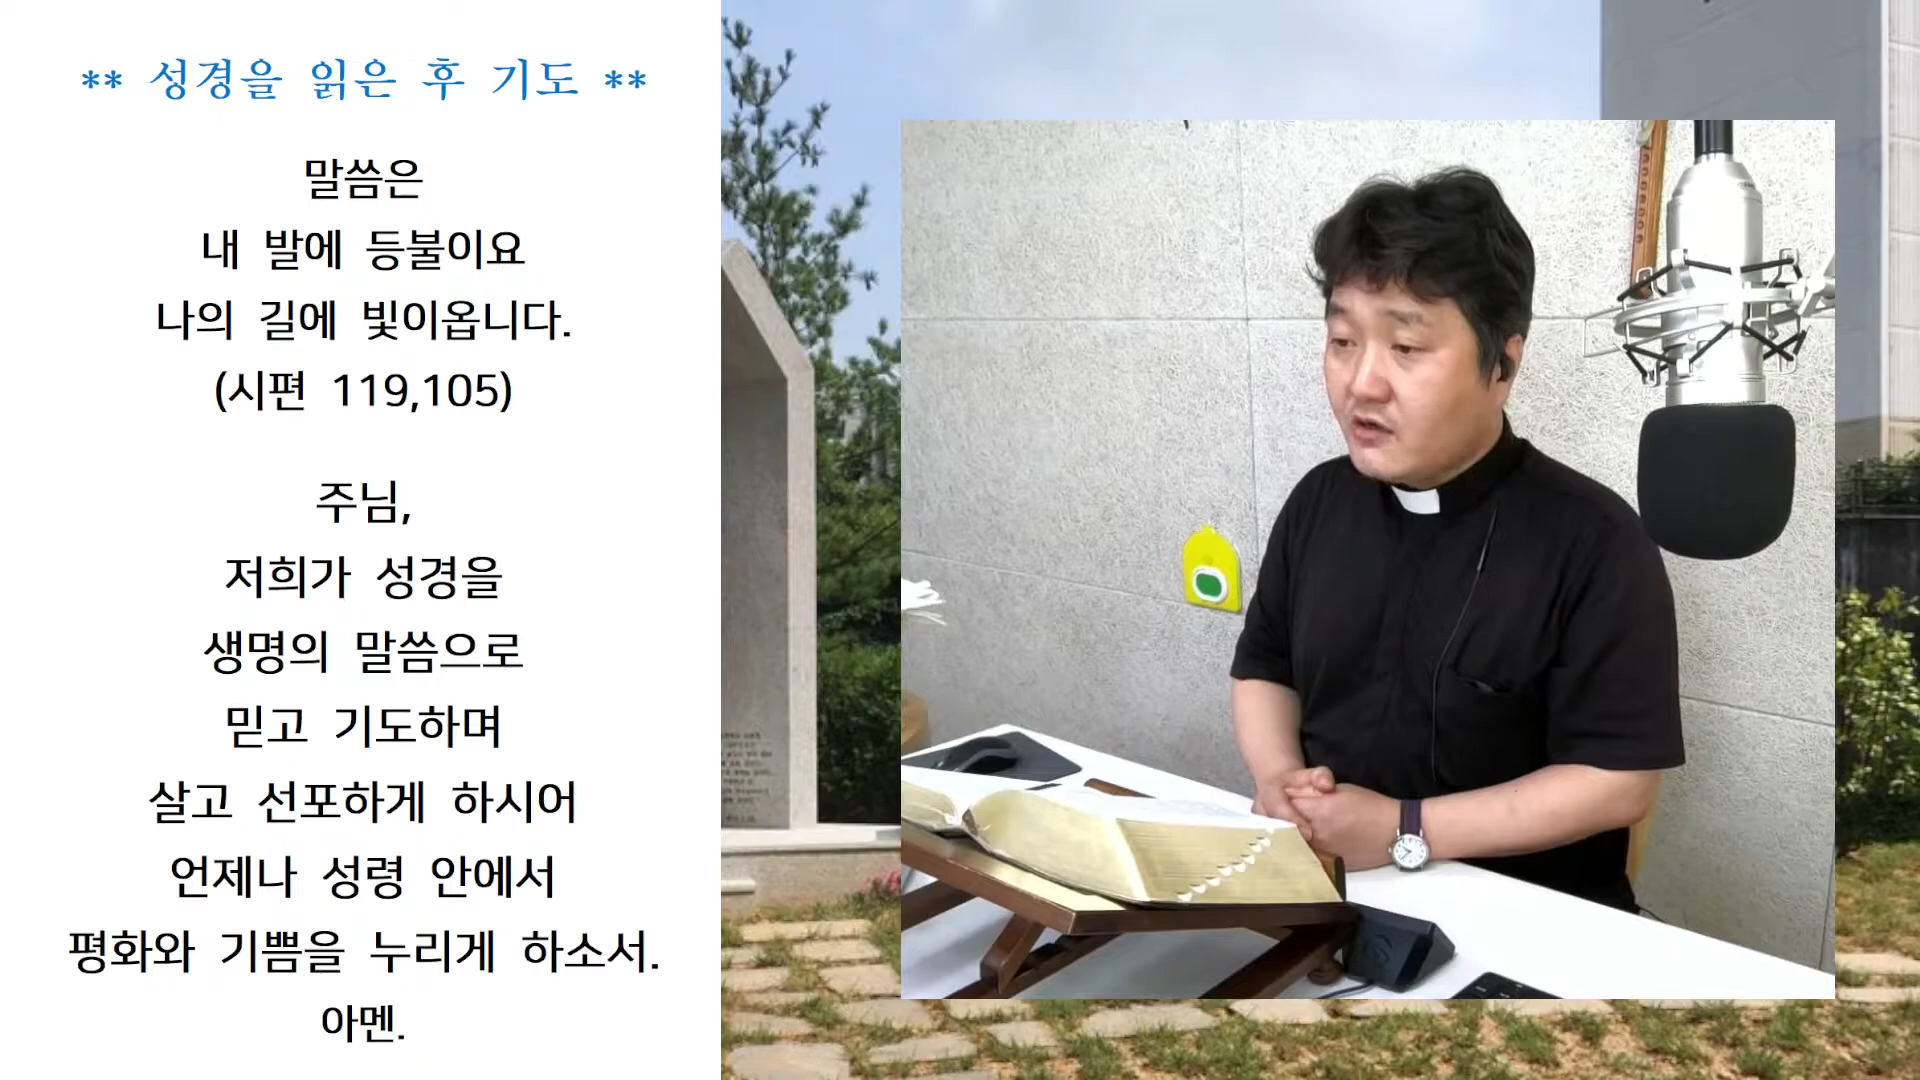 ** 성경을 읽은 후 기도 **
말씀은
내 발에 등불이요
나의 길에 빛이옵니다.
(시편 119,105)
주님,
저희가 성경을
생명의 말씀으로
믿고 기도하며
살고 선포하게 하시어
언제나 성령 안에서
평화와 기쁨을 누리게 하소서.
아멘.